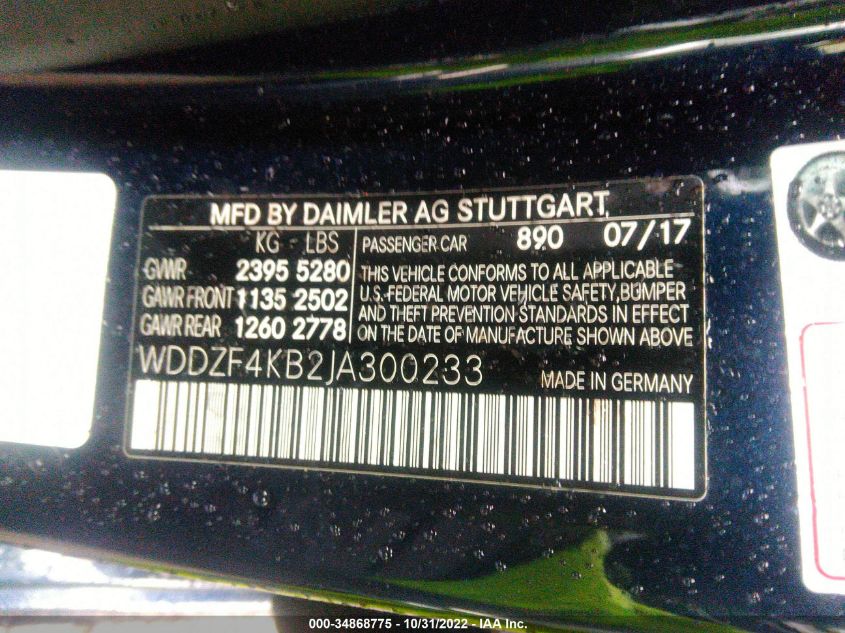 MFD BY DAIMLER AG STUTTGART
KG - LBS
GVWR 2395 5280
GAWR FRONT 1135 2502
GAWR REAR 1260 2778
PASSENGER CAR 890 07/17
THIS VEHICLE CONFORMS TO ALL APPLICABLE
U.S. FEDERAL MOTOR VEHICLE SAFETY, BUMPER
AND THEFT PREVENTION STANDARDS IN EFFECT
ON THE DATE OF MANUFACTURE SHOWN ABOVE
WDDZF4KB2JA300233 MADE IN GERMANY
000-34868775 - 10/31/2022 - IAA Inc.